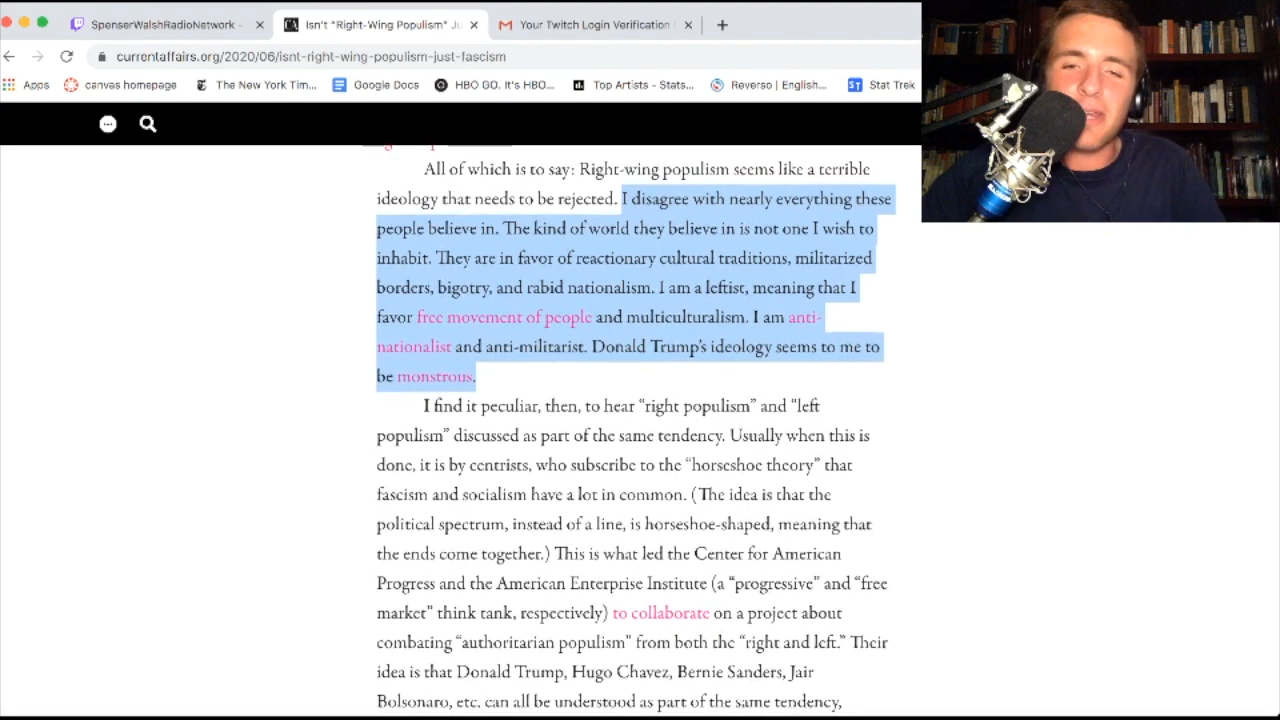 SpenserWalshRadioNetwork -
CA
Isn't "Right-Wing Populism" Ju
Your Twitch Login Verification
currentaffairs.org/2020/06/isnt-right-wing-populism-just-fascism
Apps
canvas homepage
The New York Tim...
Google Docs
HBO GO. It's HBO...
Top Artists - Stats...
Reverso | English...
ST
Stat Trek
All of which is to say: Right-wing populism seems like a terrible
ideology that needs to be rejected. I disagree with nearly everything these
people believe in. The kind of world they believe in is not one I wish to
inhabit. They are in favor of reactionary cultural traditions, militarized
borders, bigotry, and rabid nationalism. I am a leftist, meaning that I
favor free movement of people and multiculturalism. I am anti-
nationalist and anti-militarist. Donald Trump's ideology seems to me to
be monstrous.
I find it peculiar, then, to hear "right populism" and "left
populism" discussed as part of the same tendency. Usually when this is
done, it is by centrists, who subscribe to the "horseshoe theory" that
fascism and socialism have a lot in common. (The idea is that the
political spectrum, instead of a line, is horseshoe-shaped, meaning that
the ends come together.) This is what led the Center for American
Progress and the American Enterprise Institute (a "progressive" and "free
market" think tank, respectively) to collaborate on a project about
combating "authoritarian populism" from both the "right and left." Their
idea is that Donald Trump, Hugo Chavez, Bernie Sanders, Jair
Bolsonaro, etc. can all be understood as part of the same tendency,